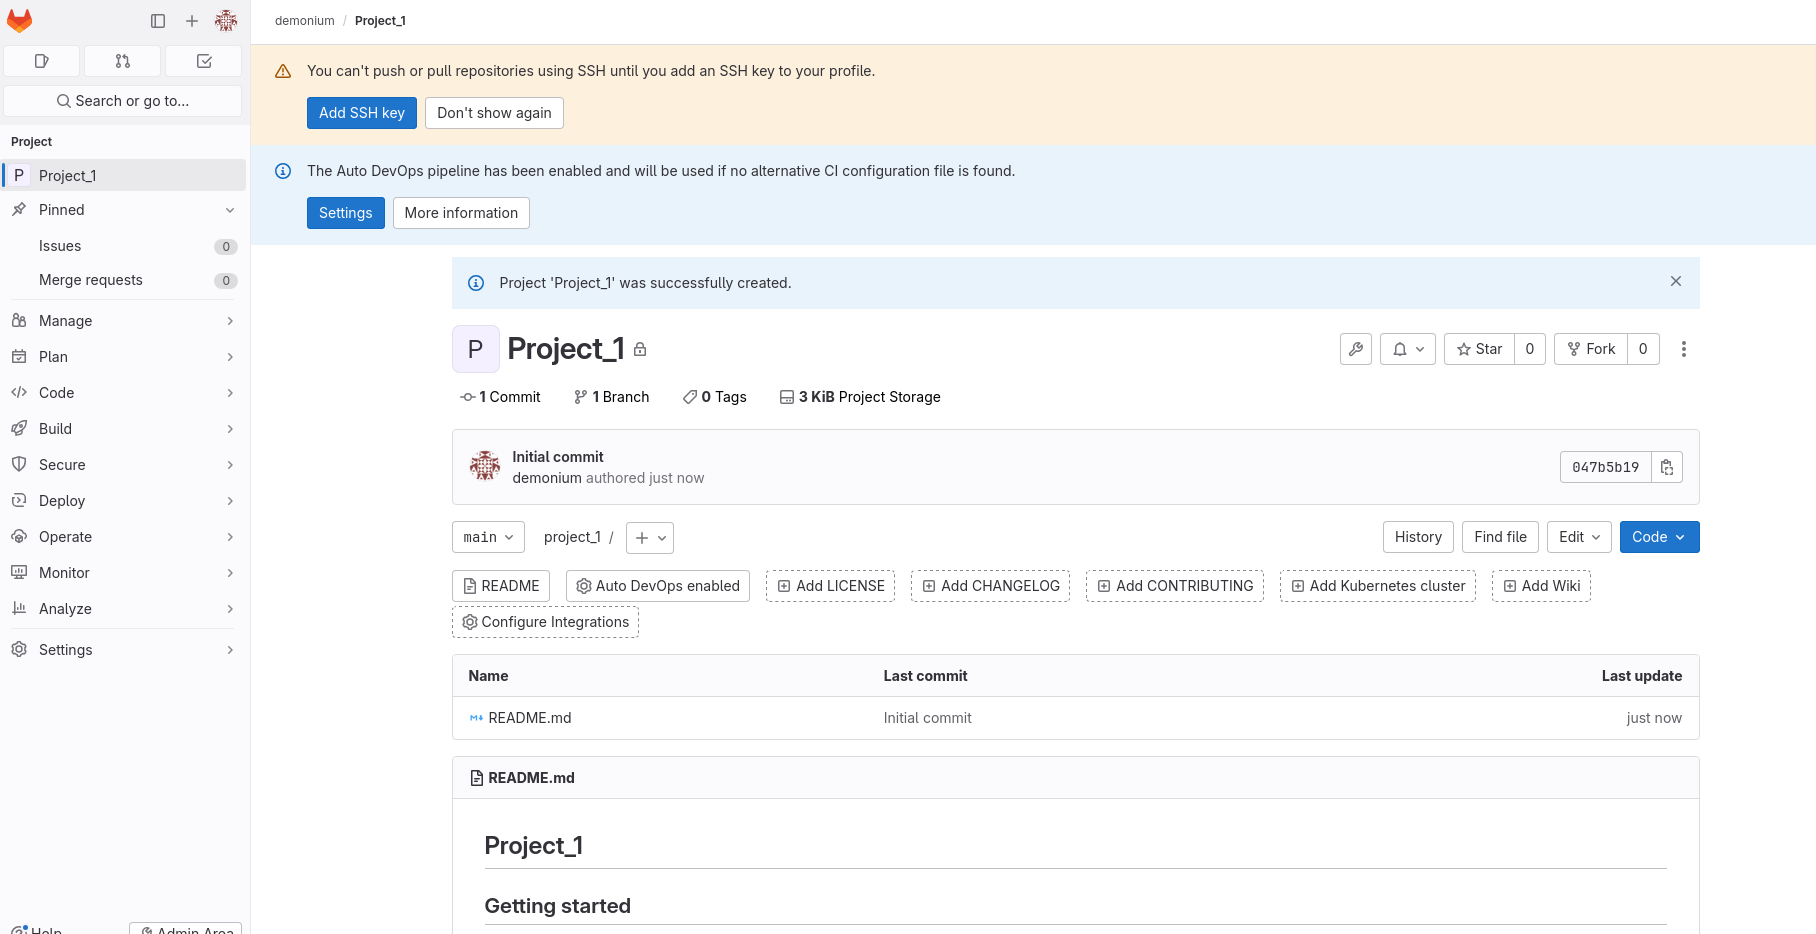 demonium / Project_1
Search or go to...
Project
P Project_1
Pinned
Issues 0
Merge requests 0
Manage
Plan
Code
Build
Secure
Deploy
Operate
Monitor
Analyze
Settings
Help Admin Area
You can't push or pull repositories using SSH until you add an SSH key to your profile.
Add SSH key Don't show again
The Auto DevOps pipeline has been enabled and will be used if no alternative CI configuration file is found.
Settings More information
Project 'Project_1' was successfully created.
P Project_1
Star 0 Fork 0
1 Commit 1 Branch 0 Tags 3 KiB Project Storage
Initial commit
demonium authored just now
047b5b19
main project_1 /
History Find file Edit Code
README Auto DevOps enabled Add LICENSE Add CHANGELOG Add CONTRIBUTING Add Kubernetes cluster Add Wiki
Configure Integrations
Name Last commit Last update
README.md Initial commit just now
README.md
Project_1
Getting started